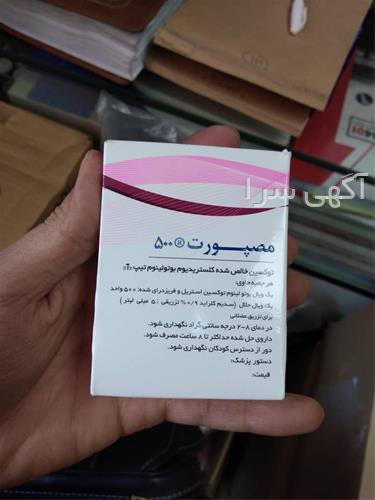 آگهی سرا
مصپورت ® ۵۰۰
توکسین خالص شده کلستریدیوم بوتولینوم تیپ «آ»
هر جعبه حاوی:
یک ویال بوتولینوم توکسین استریل و فریزدرای شده: ۵۰۰ واحد
یک ویال حلال (سدیم کلراید ۰/۹٪ تزریقی: ۵ میلی لیتر)
برای تزریق عضلانی
در دمای ۸-۲ درجه سانتی گراد نگهداری شود.
داروی حل شده حداکثر تا ۸ ساعت مصرف شود.
دور از دسترس کودکان نگهداری شود.
دستور پزشک:
قیمت: